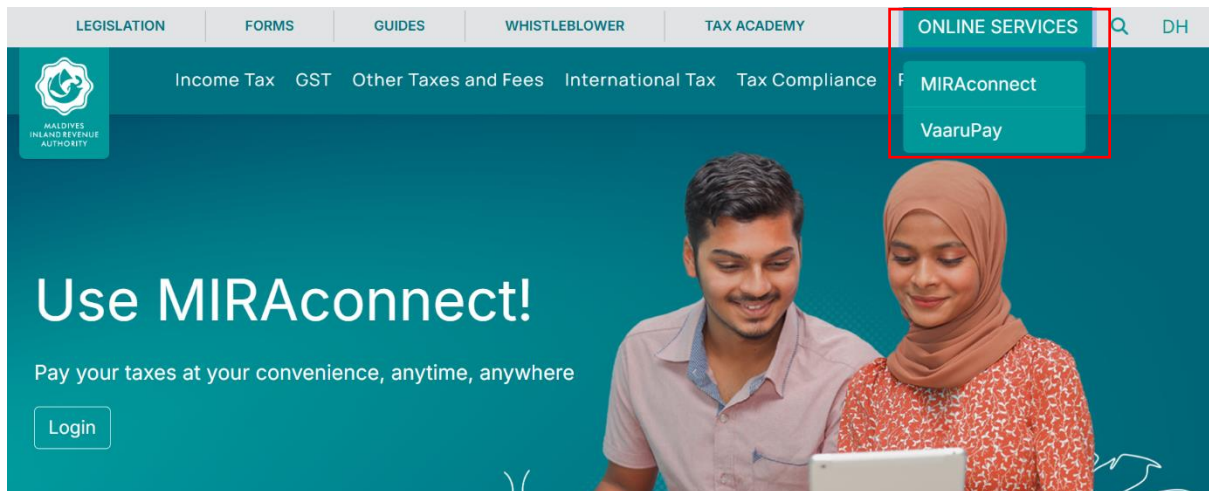 LEGISLATION FORMS GUIDES WHISTLEBLOWER TAX ACADEMY ONLINE SERVICES DH
MALDIVES
INLAND REVENUE
AUTHORITY
Income Tax GST Other Taxes and Fees International Tax Tax Compliance
MIRAconnect
VaaruPay
Use MIRAconnect!
Pay your taxes at your convenience, anytime, anywhere
Login